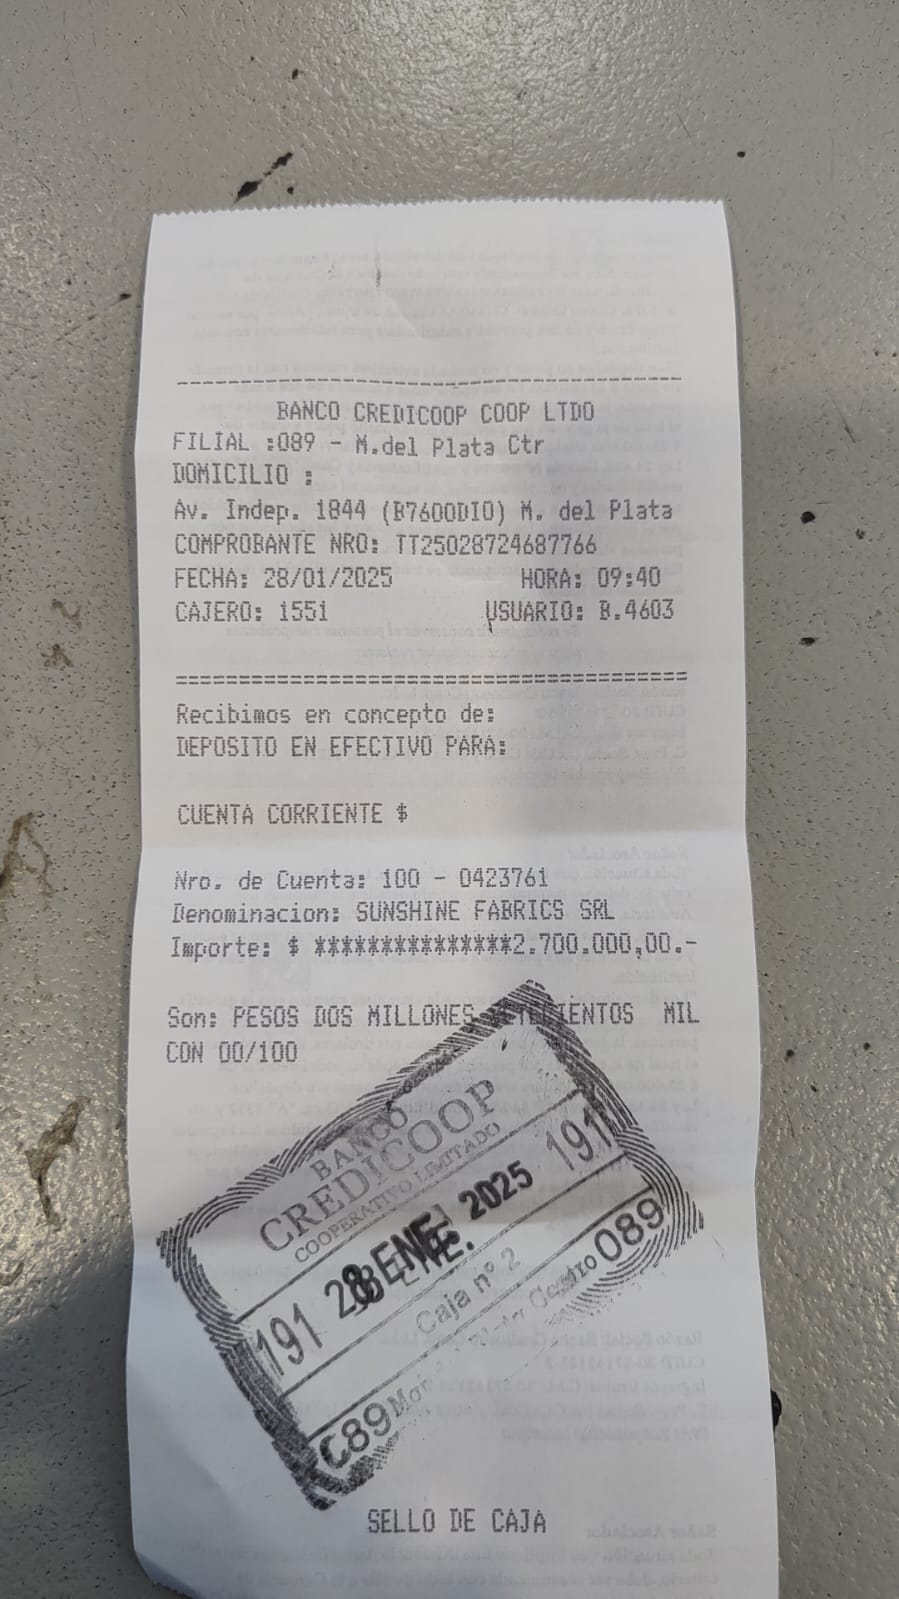 BANCO CREDICOOP COOP LTDO
FILIAL :089 - M.del Plata Ctr
DOMICILIO :
Av. Indep. 1844 (B7600DIO) M. del Plata
COMPROBANTE NRO: TT25028724687766
FECHA: 28/01/2025 HORA: 09:40
CAJERO: 1551 USUARIO: B.4603
=======================================
Recibimos en concepto de:
DEPOSITO EN EFECTIVO PARA:
CUENTA CORRIENTE $
Nro. de Cuenta: 100 - 0423761
Denominacion: SUNSHINE FABRICS SRL
Importe: $ ***************2.700.000,00.-
Son: PESOS DOS MILLONES SETECIENTOS MIL
CON 00/100
BANCO
CREDICOOP
COOPERATIVO LIMITADO
191 28 ENE. 2025 191
Caja nº 2
089 Mar Centro 089
SELLO DE CAJA